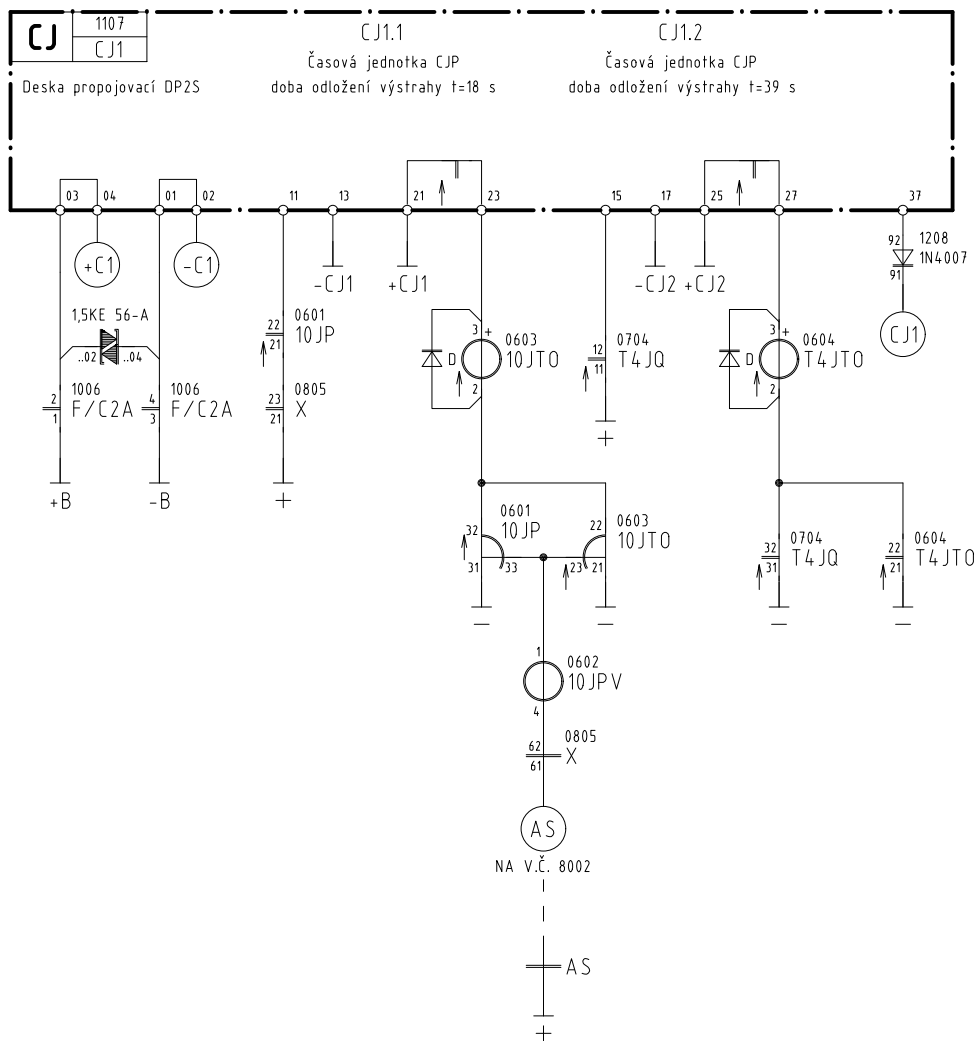 CJ
1107
CJ1
Deska propojovací DP2S
CJ1.1
Časová jednotka CJP
doba odložení výstrahy t=18 s
CJ1.2
Časová jednotka CJP
doba odložení výstrahy t=39 s
03 04 01 02 11 13 21 23 15 17 25 27 37
+C1
-C1
-CJ1
+CJ1
-CJ2
+CJ2
92
91
1208
1N4007
CJ1
1,5KE 56-A
..02 ..04
22
21
0601
10JP
3 +
2
D
0603
10JTO
12
11
0704
T4JQ
3 +
2
D
0604
T4JTO
2
1
1006
F/C2A
4
3
1006
F/C2A
23
21
0805
X
+B
-B
+
+
32
31
33
0601
10JP
22
23
21
0603
10JTO
32
31
0704
T4JQ
22
21
0604
T4JTO
–
–
–
–
1
4
0602
10JPV
62
61
0805
X
AS
NA V.Č. 8002
AS
+